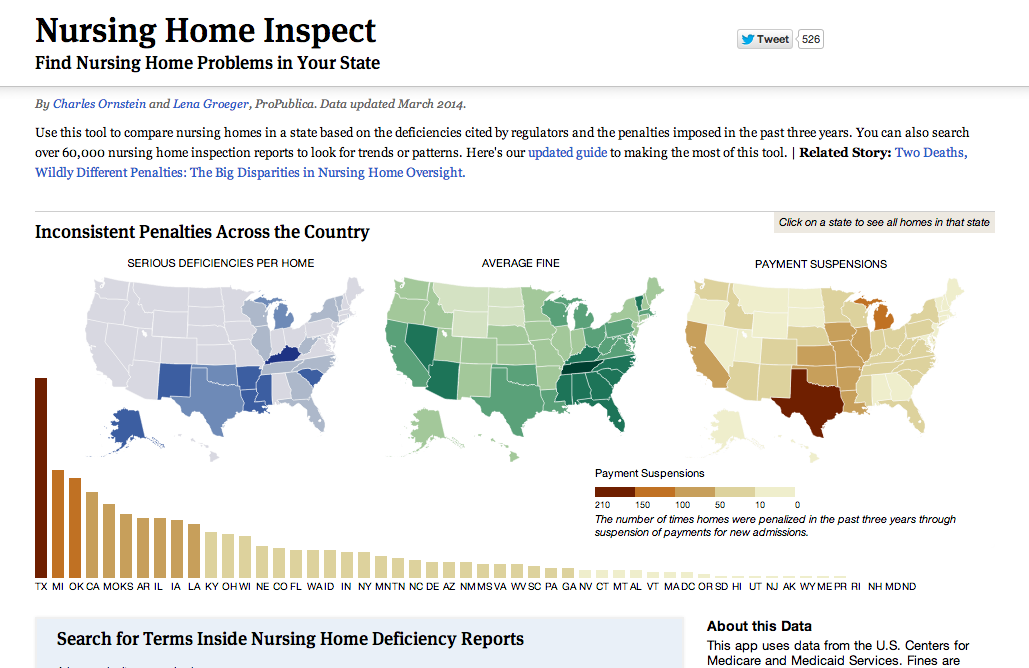 Nursing Home Inspect
Find Nursing Home Problems in Your State
Tweet 526
By Charles Ornstein and Lena Groeger, ProPublica. Data updated March 2014.
Use this tool to compare nursing homes in a state based on the deficiencies cited by regulators and the penalties imposed in the past three years. You can also search
over 60,000 nursing home inspection reports to look for trends or patterns. Here's our updated guide to making the most of this tool. | Related Story: Two Deaths,
Wildly Different Penalties: The Big Disparities in Nursing Home Oversight.
Click on a state to see all homes in that state
Inconsistent Penalties Across the Country
SERIOUS DEFICIENCIES PER HOME
AVERAGE FINE
PAYMENT SUSPENSIONS
Payment Suspensions
210 150 100 50 10 0
The number of times homes were penalized in the past three years through
suspension of payments for new admissions.
TX MI OK CA MO KS AR IL IA LA KY OH WI NE CO FL WA ID IN NY MN TN NC DE AZ NM MS VA WV SC PA GA NV CT MT AL VT MA DC OR SD HI UT NJ AK WY ME PR RI NH MD ND
Search for Terms Inside Nursing Home Deficiency Reports
About this Data
This app uses data from the U.S. Centers for
Medicare and Medicaid Services. Fines are